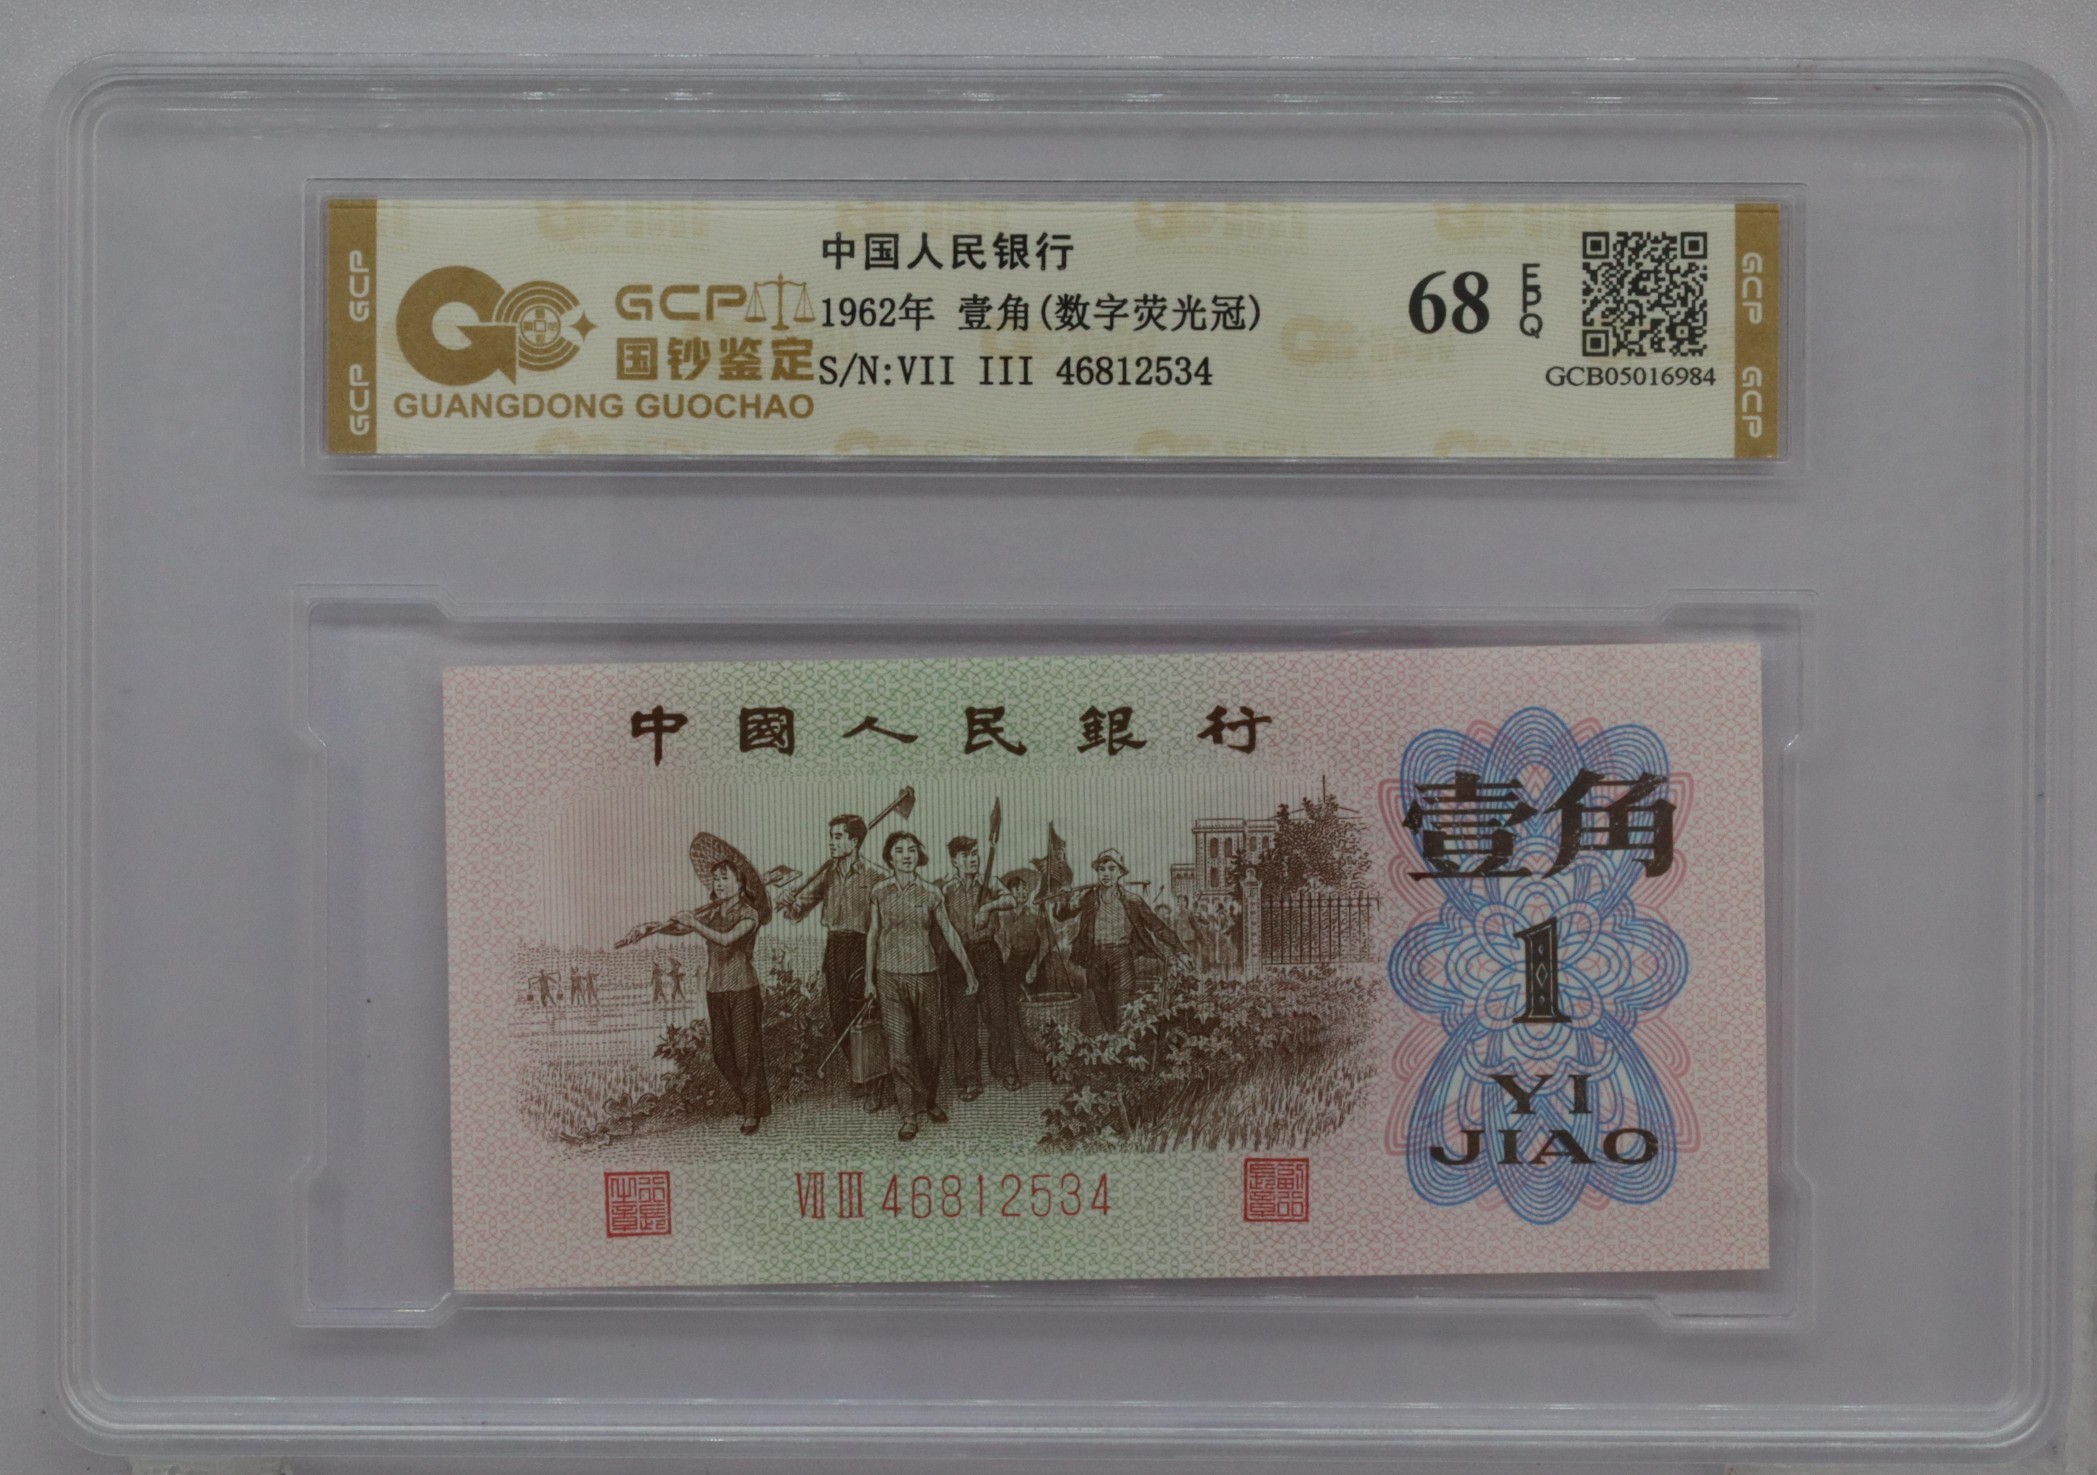 中国人民银行
GCP
1962年 壹角(数字荧光冠)
68 EPQ
国钞鉴定
S/N:VII III 46812534
GCB05016984
GUANGDONG GUOCHAO
GCP
GCP
GCP
GCP
中國人民銀行
壹角
1
YI
JIAO
VII III 46812534